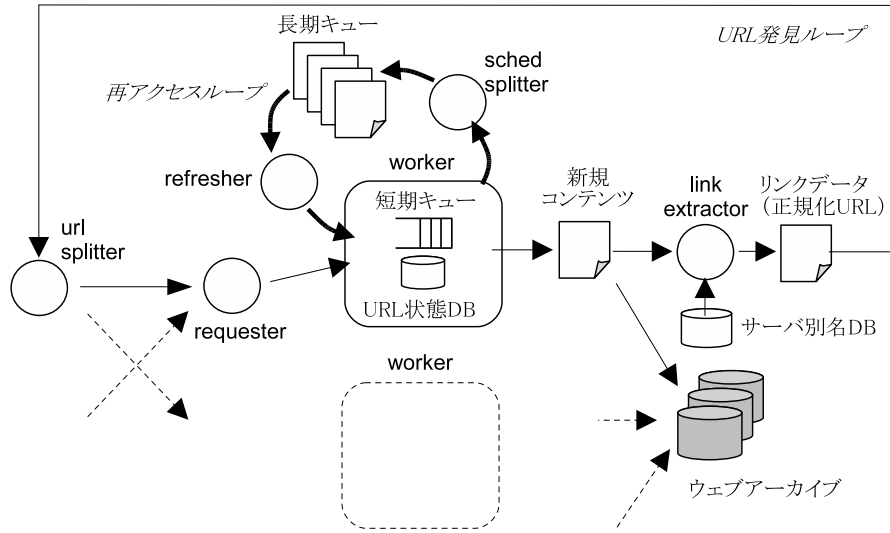 長期キュー
URL発見ループ
sched
splitter
再アクセスループ
worker
refresher
新規
コンテンツ
link
extractor
リンクデータ
（正規化URL）
短期キュー
url
splitter
URL状態DB
requester
サーバ別名DB
worker
ウェブアーカイブ